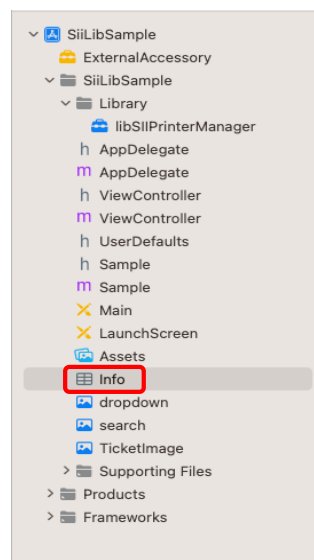 SiiLibSample
ExternalAccessory
SiiLibSample
Library
libSIIPrinterManager
h AppDelegate
m AppDelegate
h ViewController
m ViewController
h UserDefaults
h Sample
m Sample
Main
LaunchScreen
Assets
Info
dropdown
search
TicketImage
Supporting Files
Products
Frameworks